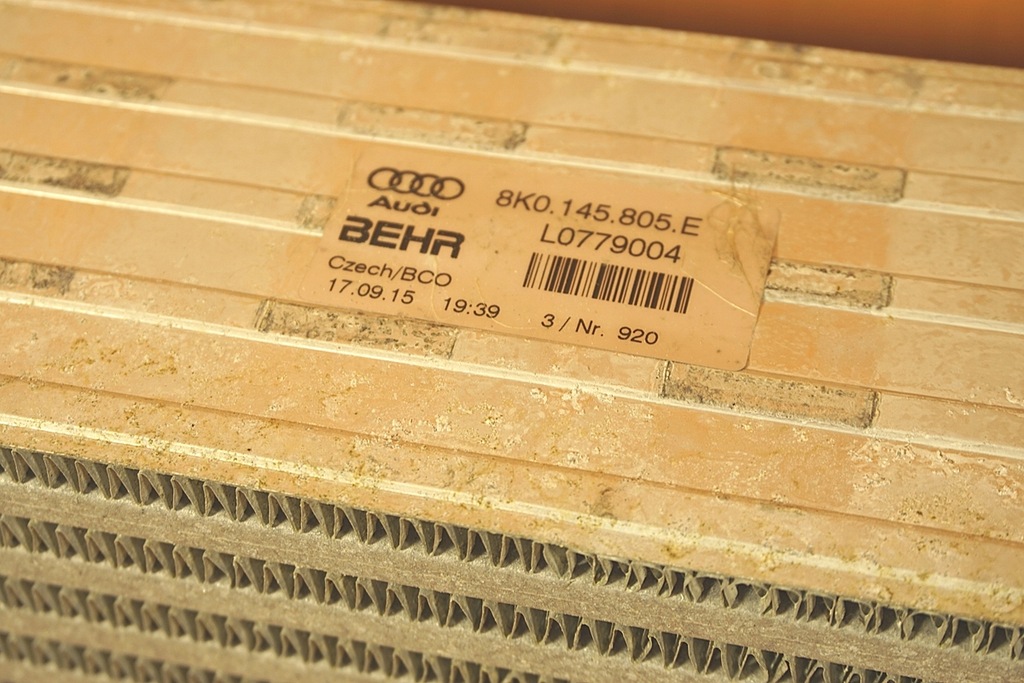 Audi
BEHR
Czech/BCO
17.09.15 19:39
8K0.145.805.E
L0779004
3 / Nr. 920